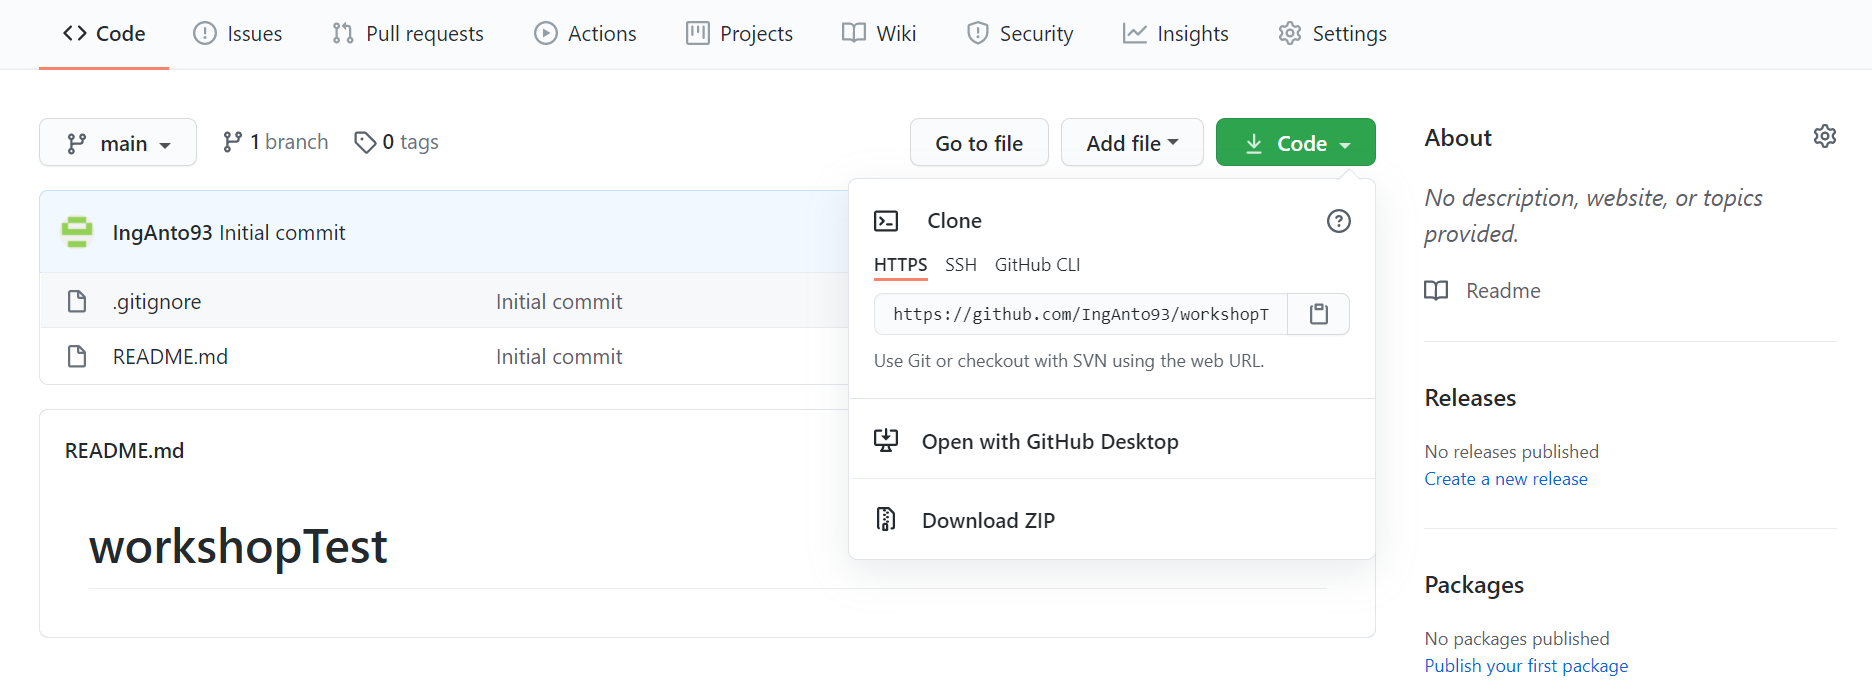 Code Issues Pull requests Actions Projects Wiki Security Insights Settings
main 1 branch 0 tags Go to file Add file Code
IngAnto93 Initial commit
.gitignore Initial commit
README.md Initial commit
README.md
workshopTest
Clone
HTTPS SSH GitHub CLI
https://github.com/IngAnto93/workshopT
Use Git or checkout with SVN using the web URL.
Open with GitHub Desktop
Download ZIP
About
No description, website, or topics
provided.
Readme
Releases
No releases published
Create a new release
Packages
No packages published
Publish your first package